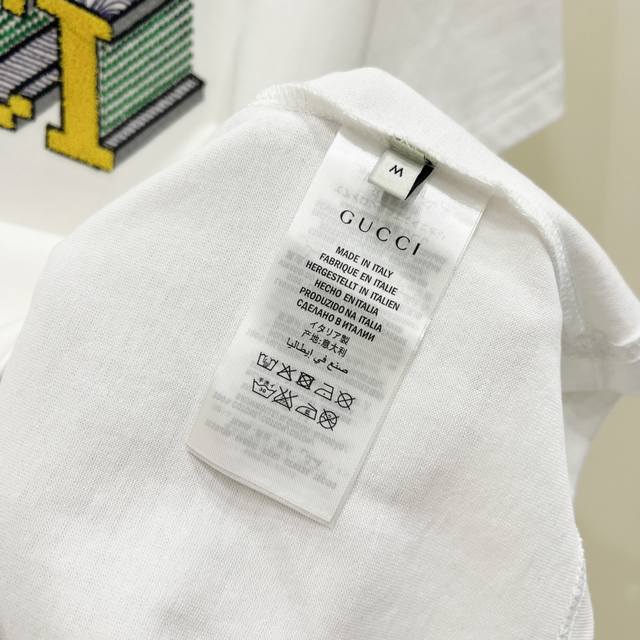 M
GUCCI
MADE IN ITALY
FABRIQUE EN ITALIE
HERGESTELLT IN ITALIEN
HECHO EN ITALIA
PRODUZIDO NA ITALIA
СДЕЛАНО В ИТАЛИИ
イタリア製
产地:意大利
صنع في إيطاليا